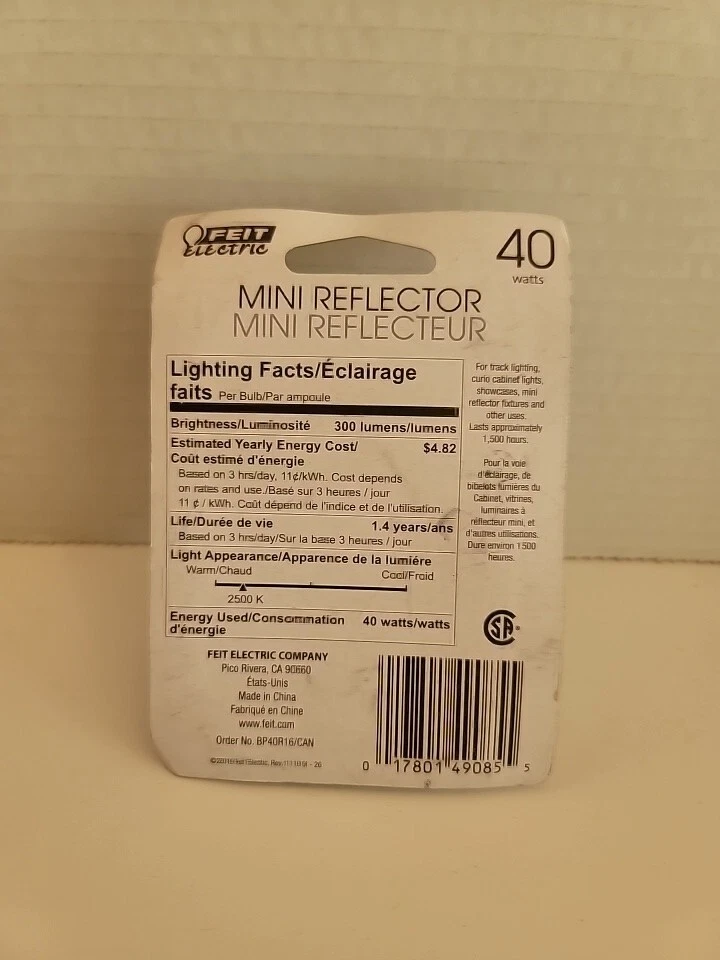 FEIT
Electric
40
watts
MINI REFLECTOR
MINI REFLECTEUR
Lighting Facts/Éclairage
faits Per Bulb/Par ampoule
Brightness/Luminosité 300 lumens/lumens
Estimated Yearly Energy Cost/ $4.82
Coût estimé d'énergie
Based on 3 hrs/day, 11¢/kWh. Cost depends
on rates and use./Basé sur 3 heures / jour
11 ¢ / kWh. Coût dépend de l'indice et de l'utilisation.
Life/Durée de vie 1.4 years/ans
Based on 3 hrs/day/Sur la base 3 heures / jour
Light Appearance/Apparence de la lumiére
Warm/Chaud Cool/Froid
2500 K
Energy Used/Consommation 40 watts/watts
d'énergie
For track lighting,
curio cabinet lights,
showcases, mini
reflector fixtures and
other uses.
Lasts approximately
1,500 hours.
Pour la voie
d'éclairage, de
bibelots lumières du
Cabinet, vitrines,
luminaires à
réflecteur mini, et
d'autres utilisations.
Dure environ 1500
heures.
FEIT ELECTRIC COMPANY
Pico Rivera, CA 90660
États-Unis
Made in China
Fabriqué en Chine
www.feit.com
Order No. BP40R16/CAN
SA
0 17801 49085 5